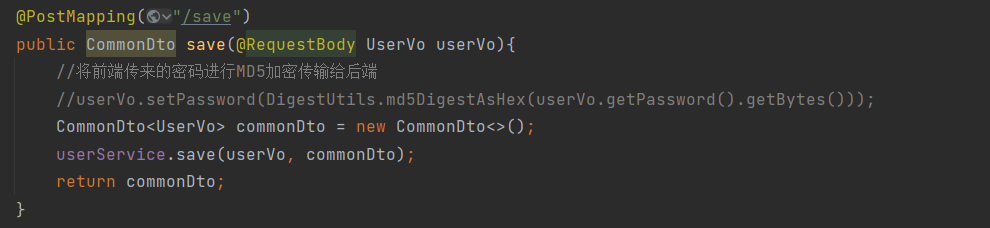 @PostMapping("/save")
public CommonDto save(@RequestBody UserVo userVo){
//将前端传来的密码进行MD5加密传输给后端
//userVo.setPassword(DigestUtils.md5DigestAsHex(userVo.getPassword().getBytes()));
CommonDto<UserVo> commonDto = new CommonDto<>();
userService.save(userVo, commonDto);
return commonDto;
}